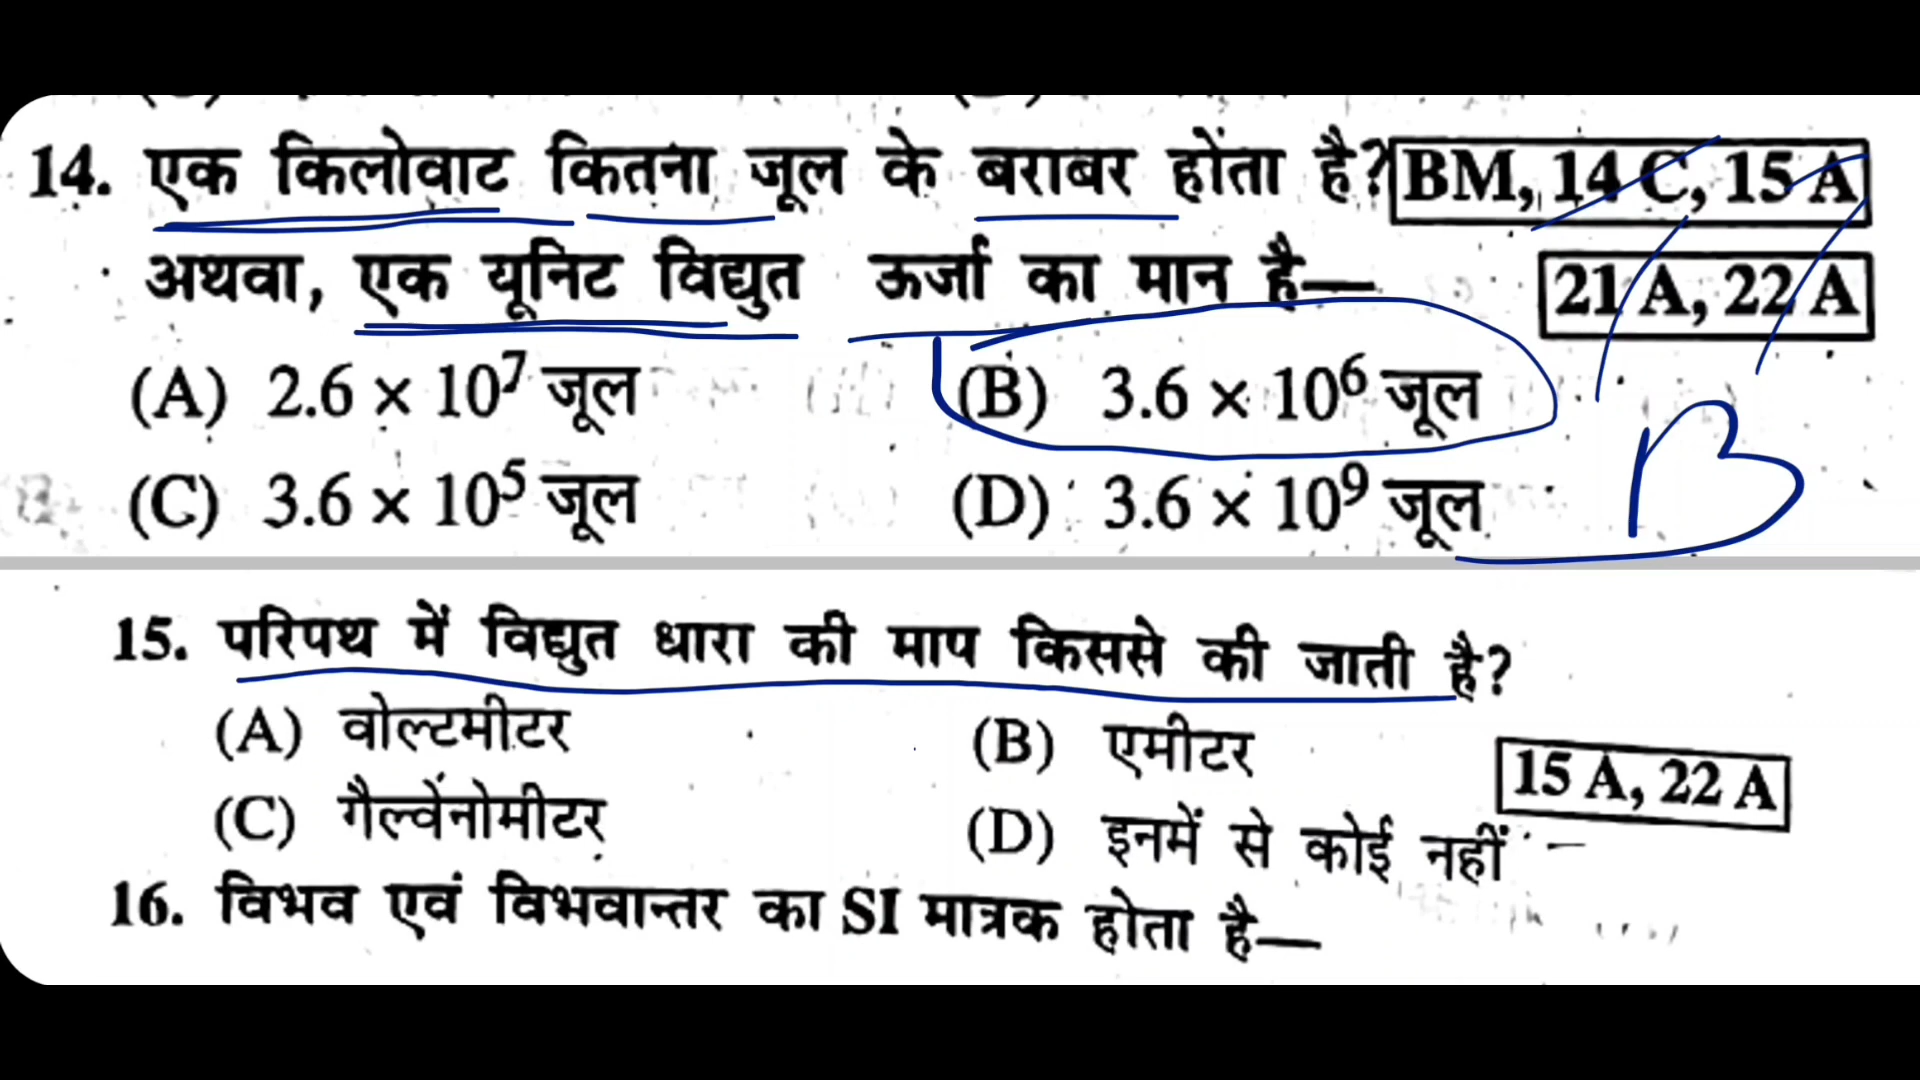 14. एक किलोवाट कितना जूल के बराबर होंता है? BM, 14 C, 15 A
अथवा, एक यूनिट विद्युत ऊर्जा का मान है— 21 A, 22 A
(A) 2.6 × 10⁷ जूल (B) 3.6 × 10⁶ जूल
(C) 3.6 × 10⁵ जूल (D) 3.6 × 10⁹ जूल
B
15. परिपथ में विद्युत धारा की माप किससे की जाती है?
(A) वोल्टमीटर (B) एमीटर
15 A, 22 A
(C) गैल्वेंनोमीटर (D) इनमें से कोई नहीं
16. विभव एवं विभवान्तर का SI मात्रक होता है—